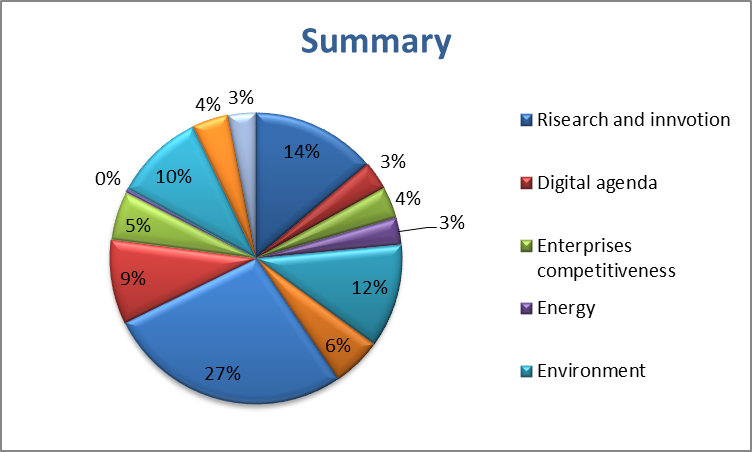 Summary
14%
3%
4%
3%
12%
6%
27%
9%
5%
0%
10%
4%
3%
Risearch and innvotion
Digital agenda
Enterprises
competitiveness
Energy
Environment